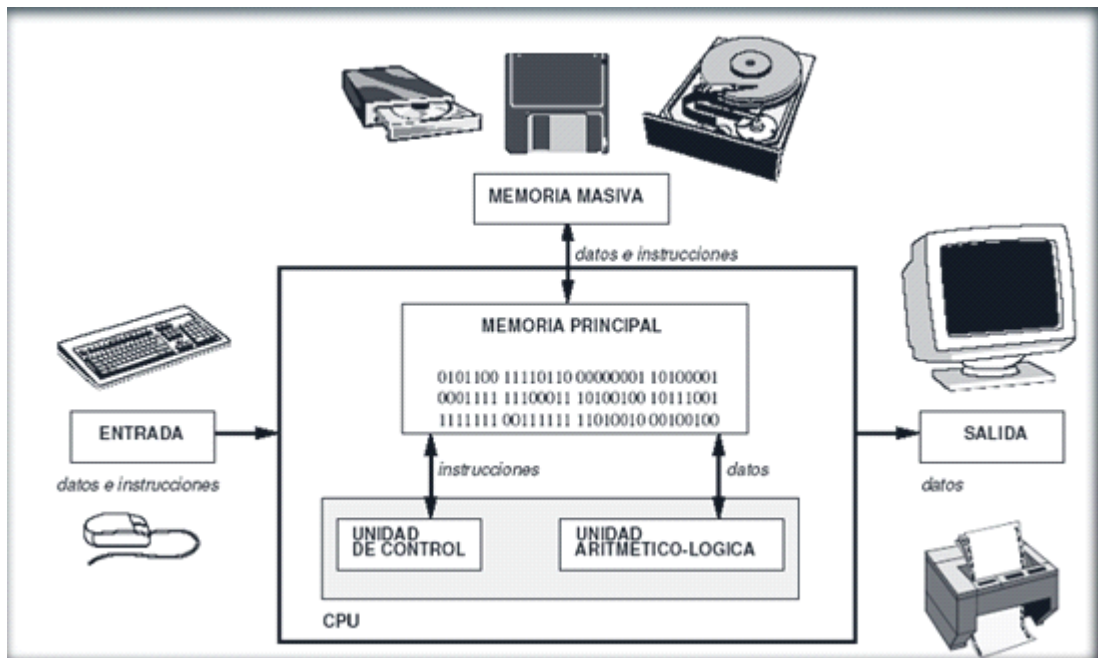 MEMORIA MASIVA
datos e instrucciones
MEMORIA PRINCIPAL
0101100 11110110 00000001 10100001
0001111 11100011 10100100 10111001
1111111 00111111 11010010 00100100
ENTRADA
datos e instrucciones
SALIDA
datos
instrucciones
datos
UNIDAD
DE CONTROL
UNIDAD
ARITMETICO-LOGICA
CPU